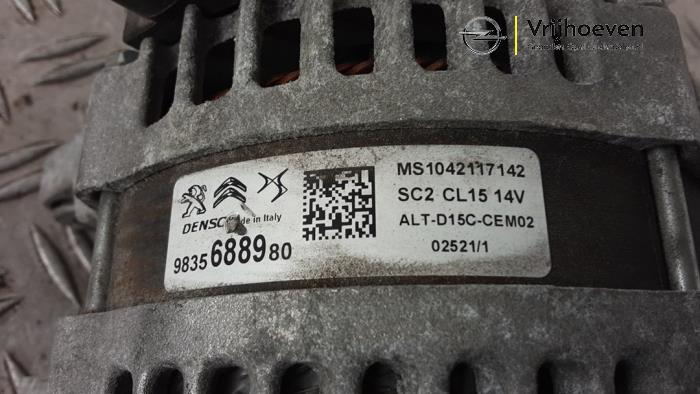 Vrijhoeven
DENSO Made in Italy
9835688980
MS1042117142
SC2 CL15 14V
ALT-D15C-CEM02
02521/1